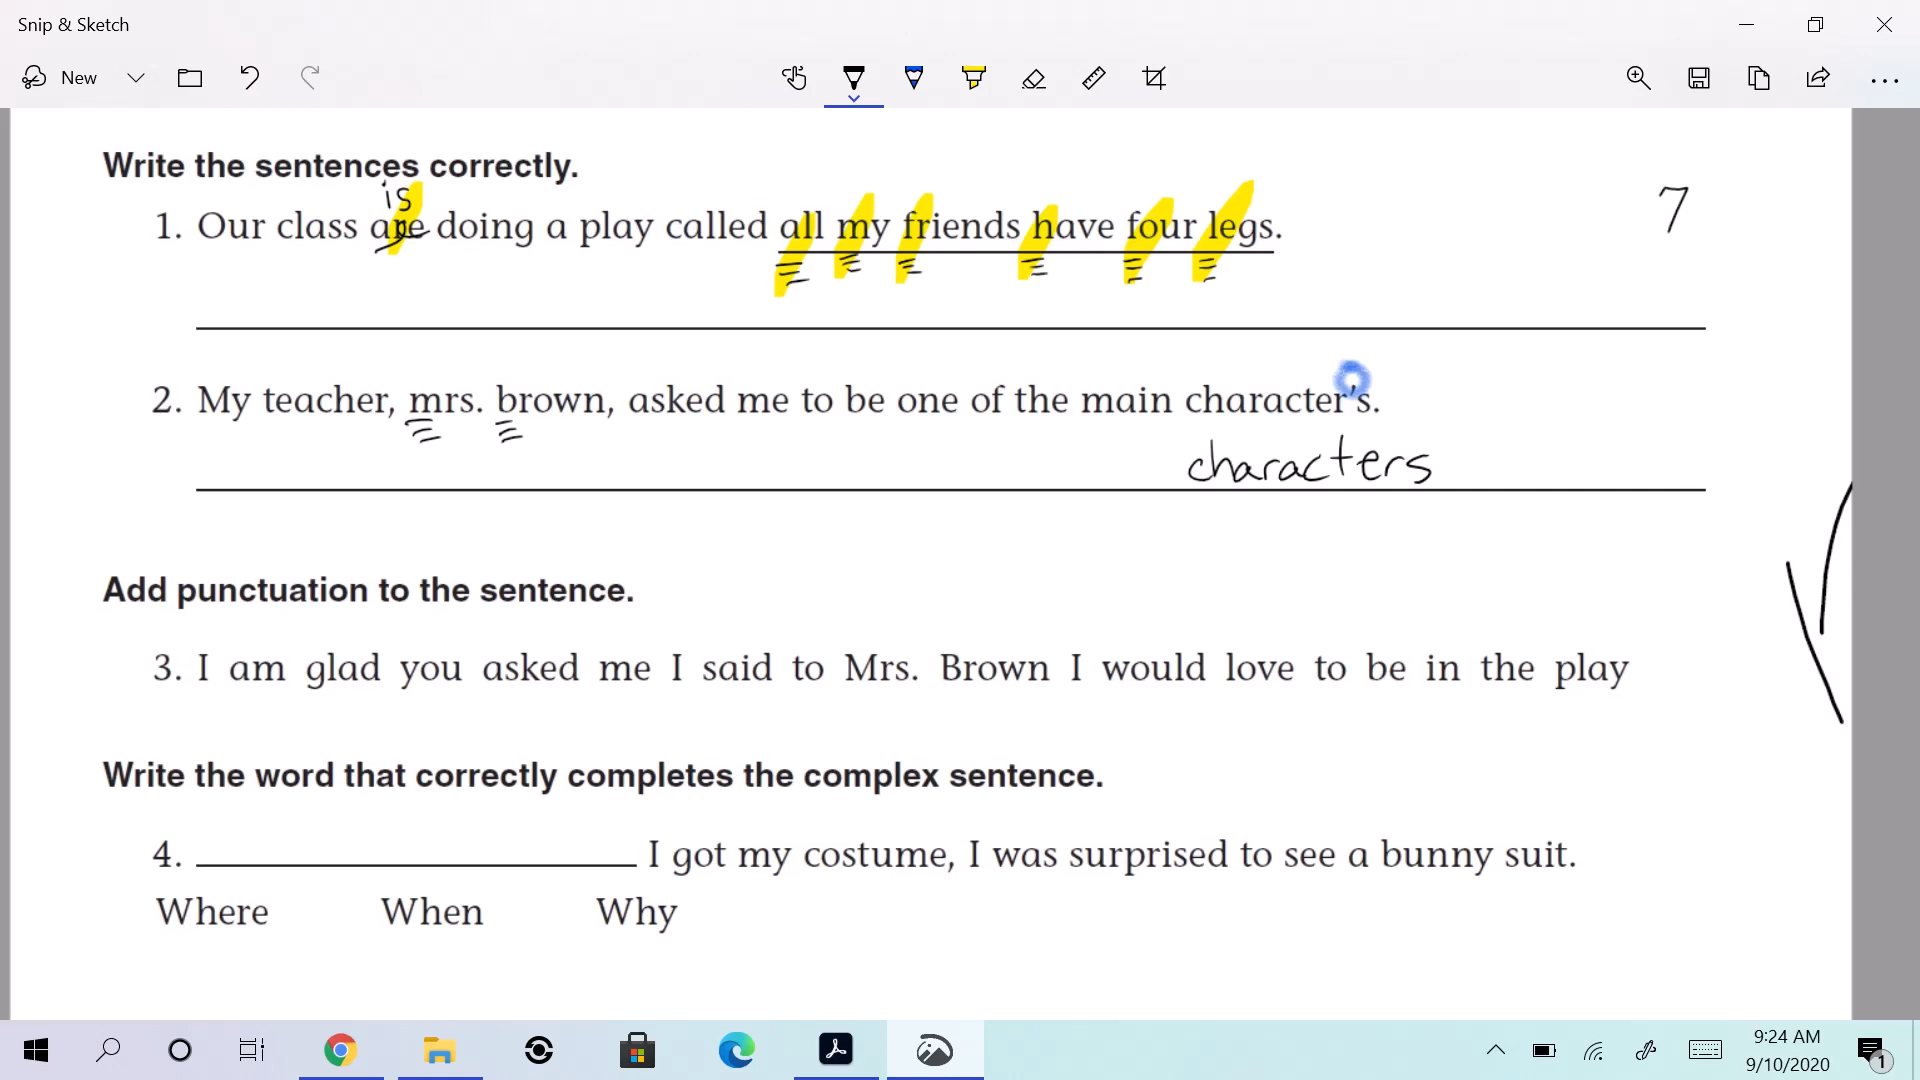 Snip & Sketch
New
Write the sentences correctly.
is
1. Our class are doing a play called all my friends have four legs.
7
2. My teacher, mrs. brown, asked me to be one of the main character's.
characters
Add punctuation to the sentence.
3. I am glad you asked me I said to Mrs. Brown I would love to be in the play
Write the word that correctly completes the complex sentence.
4. ____________________ I got my costume, I was surprised to see a bunny suit.
Where When Why
9:24 AM
9/10/2020
1